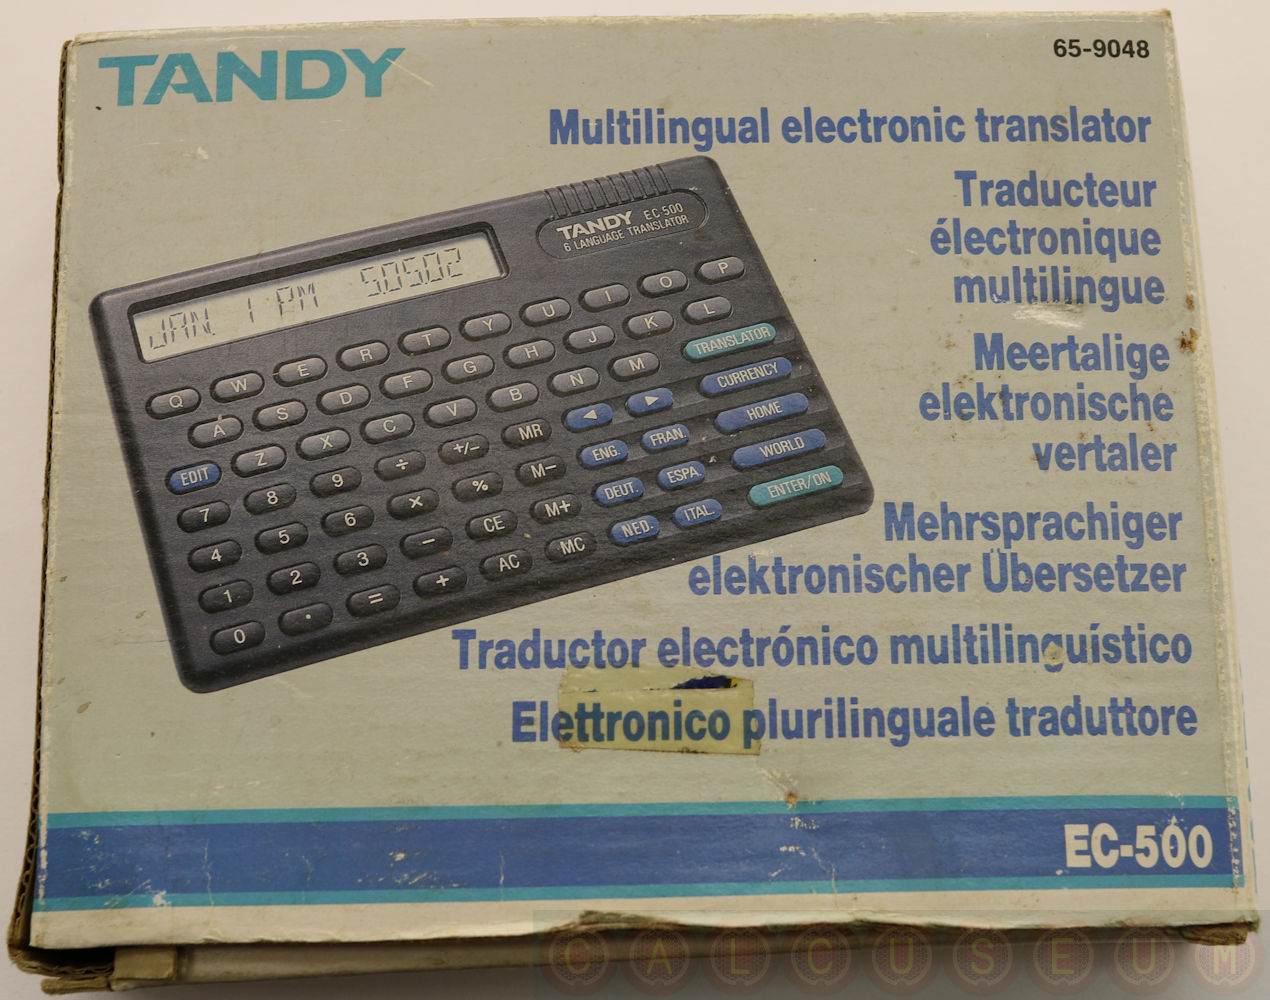 TANDY
65-9048
Multilingual electronic translator
Traducteur
électronique
multilingue
Meertalige
elektronische
vertaler
Mehrsprachiger
elektronischer Übersetzer
Traductor electrónico multilinguístico
Elettronico plurilinguale traduttore
TANDY EC-500
6 LANGUAGE TRANSLATOR
JAN. 1 PM 5.05.02
Q W E R T Y U I O P
A S D F G H J K L
EDIT Z X C V B N M TRANSLATOR
7 8 9 ÷ +/− MR ◄ ► CURRENCY
4 5 6 × % M− ENG. FRAN. HOME
1 2 3 − CE M+ DEUT. ESPA. WORLD
0 . = + AC MC NED. ITAL. ENTER/ON
EC-500
CALCUSEUM